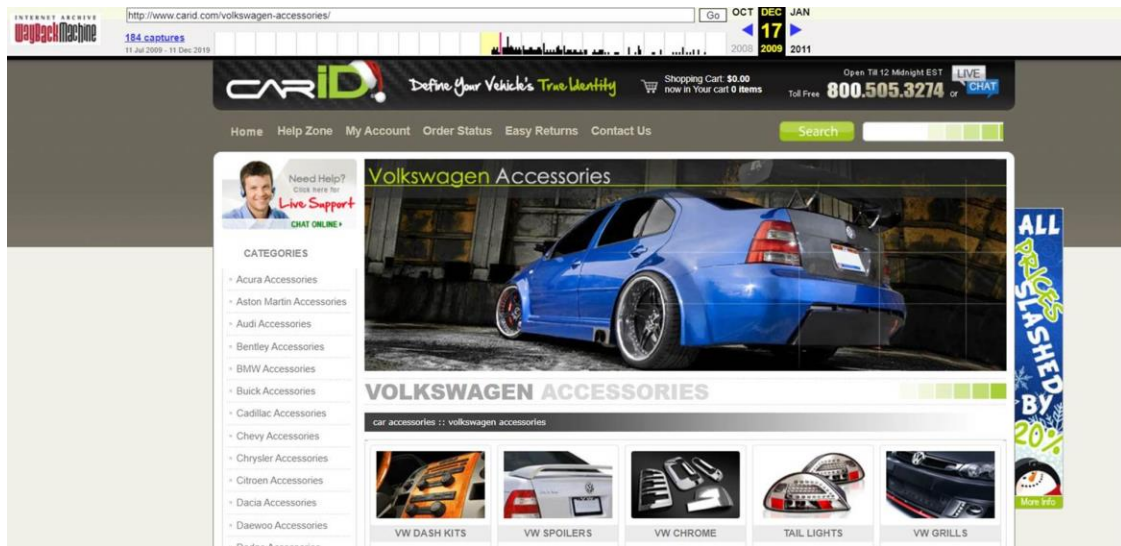 INTERNET ARCHIVE
WayBackMachine
http://www.carid.com/volkswagen-accessories/
Go
OCT DEC JAN
184 captures
17
11 Jul 2009 - 11 Dec 2019
2008 2009 2011
CARiD
Define Your Vehicle's True Identity
Shopping Cart: $0.00
now in Your cart 0 items
Open Till 12 Midnight EST
Toll Free 800.505.3274 or
LIVE CHAT
Home Help Zone My Account Order Status Easy Returns Contact Us
Search
Need Help?
Click here for
Live Support
CHAT ONLINE
Volkswagen Accessories
CATEGORIES
Acura Accessories
Aston Martin Accessories
Audi Accessories
Bentley Accessories
BMW Accessories
Buick Accessories
Cadillac Accessories
Chevy Accessories
Chrysler Accessories
Citroen Accessories
Dacia Accessories
Daewoo Accessories
VOLKSWAGEN ACCESSORIES
car accessories :: volkswagen accessories
VW DASH KITS
VW SPOILERS
VW CHROME
TAIL LIGHTS
VW GRILLS
ALL
PRICES
SLASHED
BY
20%
More Info